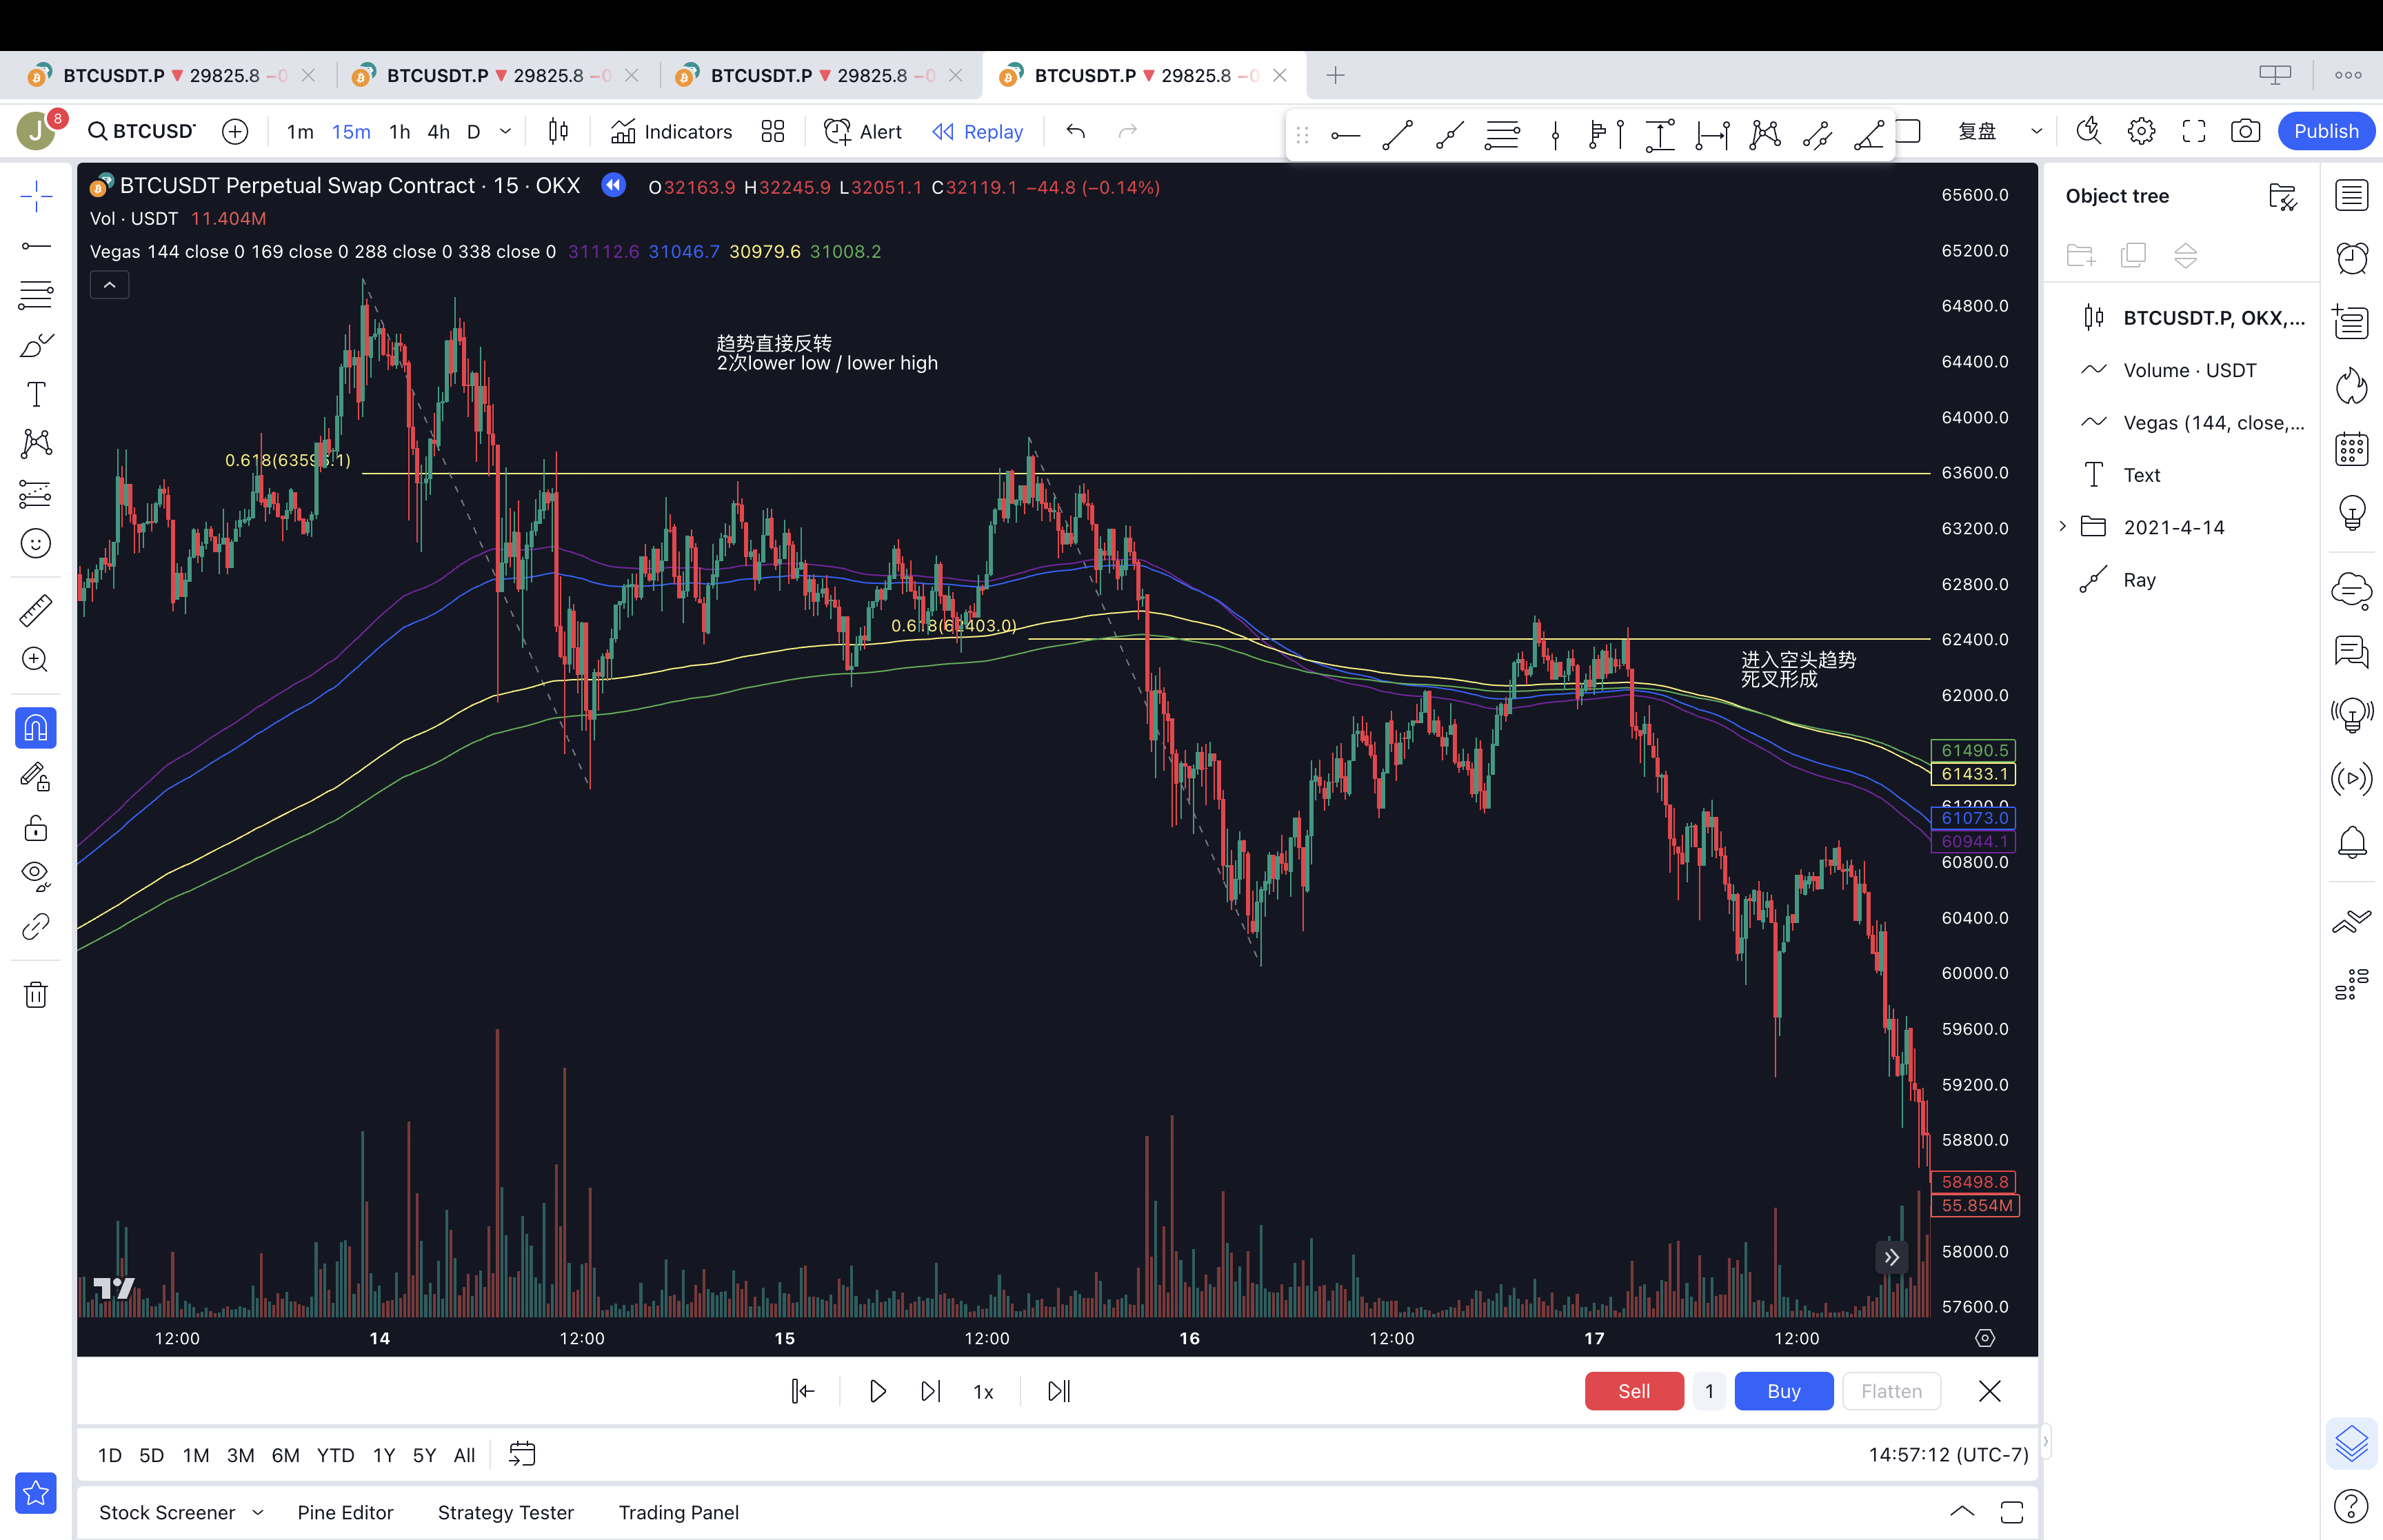 BTCUSDT.P ▼ 29825.8 −0
BTCUSDT.P ▼ 29825.8 −0
BTCUSDT.P ▼ 29825.8 −0
BTCUSDT.P ▼ 29825.8 −0
J 8
BTCUSD
1m 15m 1h 4h D
Indicators
Alert
Replay
复盘
Publish
BTCUSDT Perpetual Swap Contract · 15 · OKX
O32163.9 H32245.9 L32051.1 C32119.1 −44.8 (−0.14%)
Vol · USDT 11.404M
Vegas 144 close 0 169 close 0 288 close 0 338 close 0 31112.6 31046.7 30979.6 31008.2
趋势直接反转
2次lower low / lower high
0.618(63595.1)
0.618(62403.0)
进入空头趋势
死叉形成
65600.0
65200.0
64800.0
64400.0
64000.0
63600.0
63200.0
62800.0
62400.0
62000.0
61490.5
61433.1
61200.0
61073.0
60944.1
60800.0
60400.0
60000.0
59600.0
59200.0
58800.0
58498.8
55.854M
58000.0
57600.0
12:00 14 12:00 15 12:00 16 12:00 17 12:00
Object tree
BTCUSDT.P, OKX,...
Volume · USDT
Vegas (144, close,...
Text
2021-4-14
Ray
1x
Sell 1 Buy Flatten
1D 5D 1M 3M 6M YTD 1Y 5Y All
14:57:12 (UTC-7)
Stock Screener Pine Editor Strategy Tester Trading Panel